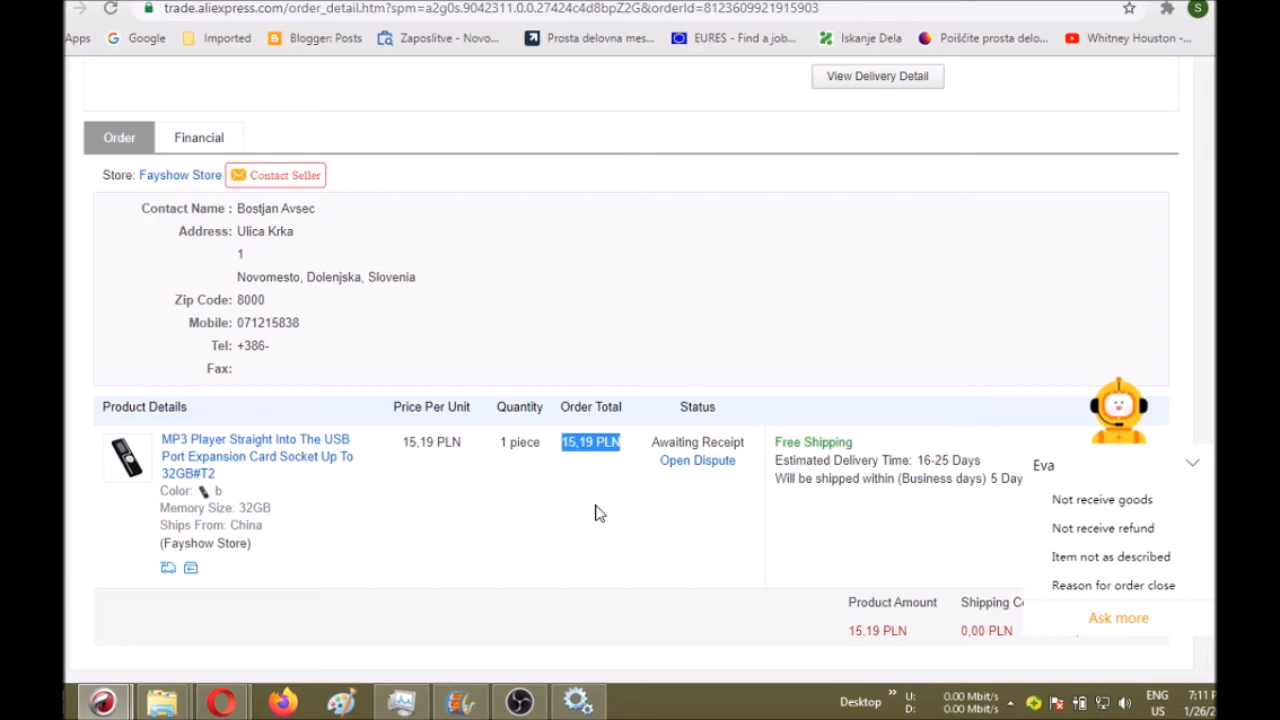 trade.aliexpress.com/order_detail.htm?spm=a2g0s.9042311.0.0.27424c4d8bpZ2G&orderId=8123609921915903
S
Apps Google Imported Blogger: Posts Zaposlitve - Novo... Prosta delovna mes... EURES - Find a job... Iskanje Dela Poiščite prosta delo... Whitney Houston -...
View Delivery Detail
Order Financial
Store: Fayshow Store Contact Seller
Contact Name : Bostjan Avsec
Address: Ulica Krka
1
Novomesto, Dolenjska, Slovenia
Zip Code: 8000
Mobile: 071215838
Tel: +386-
Fax:
Product Details Price Per Unit Quantity Order Total Status
MP3 Player Straight Into The USB
Port Expansion Card Socket Up To
32GB#T2
Color: b
Memory Size: 32GB
Ships From: China
(Fayshow Store)
15,19 PLN 1 piece 15,19 PLN Awaiting Receipt
Open Dispute
Free Shipping
Estimated Delivery Time: 16-25 Days
Will be shipped within (Business days) 5 Day
Eva
Not receive goods
Not receive refund
Item not as described
Reason for order close
Ask more
Product Amount Shipping Co
15,19 PLN 0,00 PLN
Desktop » U: 0.00 Mbit/s
D: 0.00 Mbit/s
ENG
US
7:11 P
1/26/2